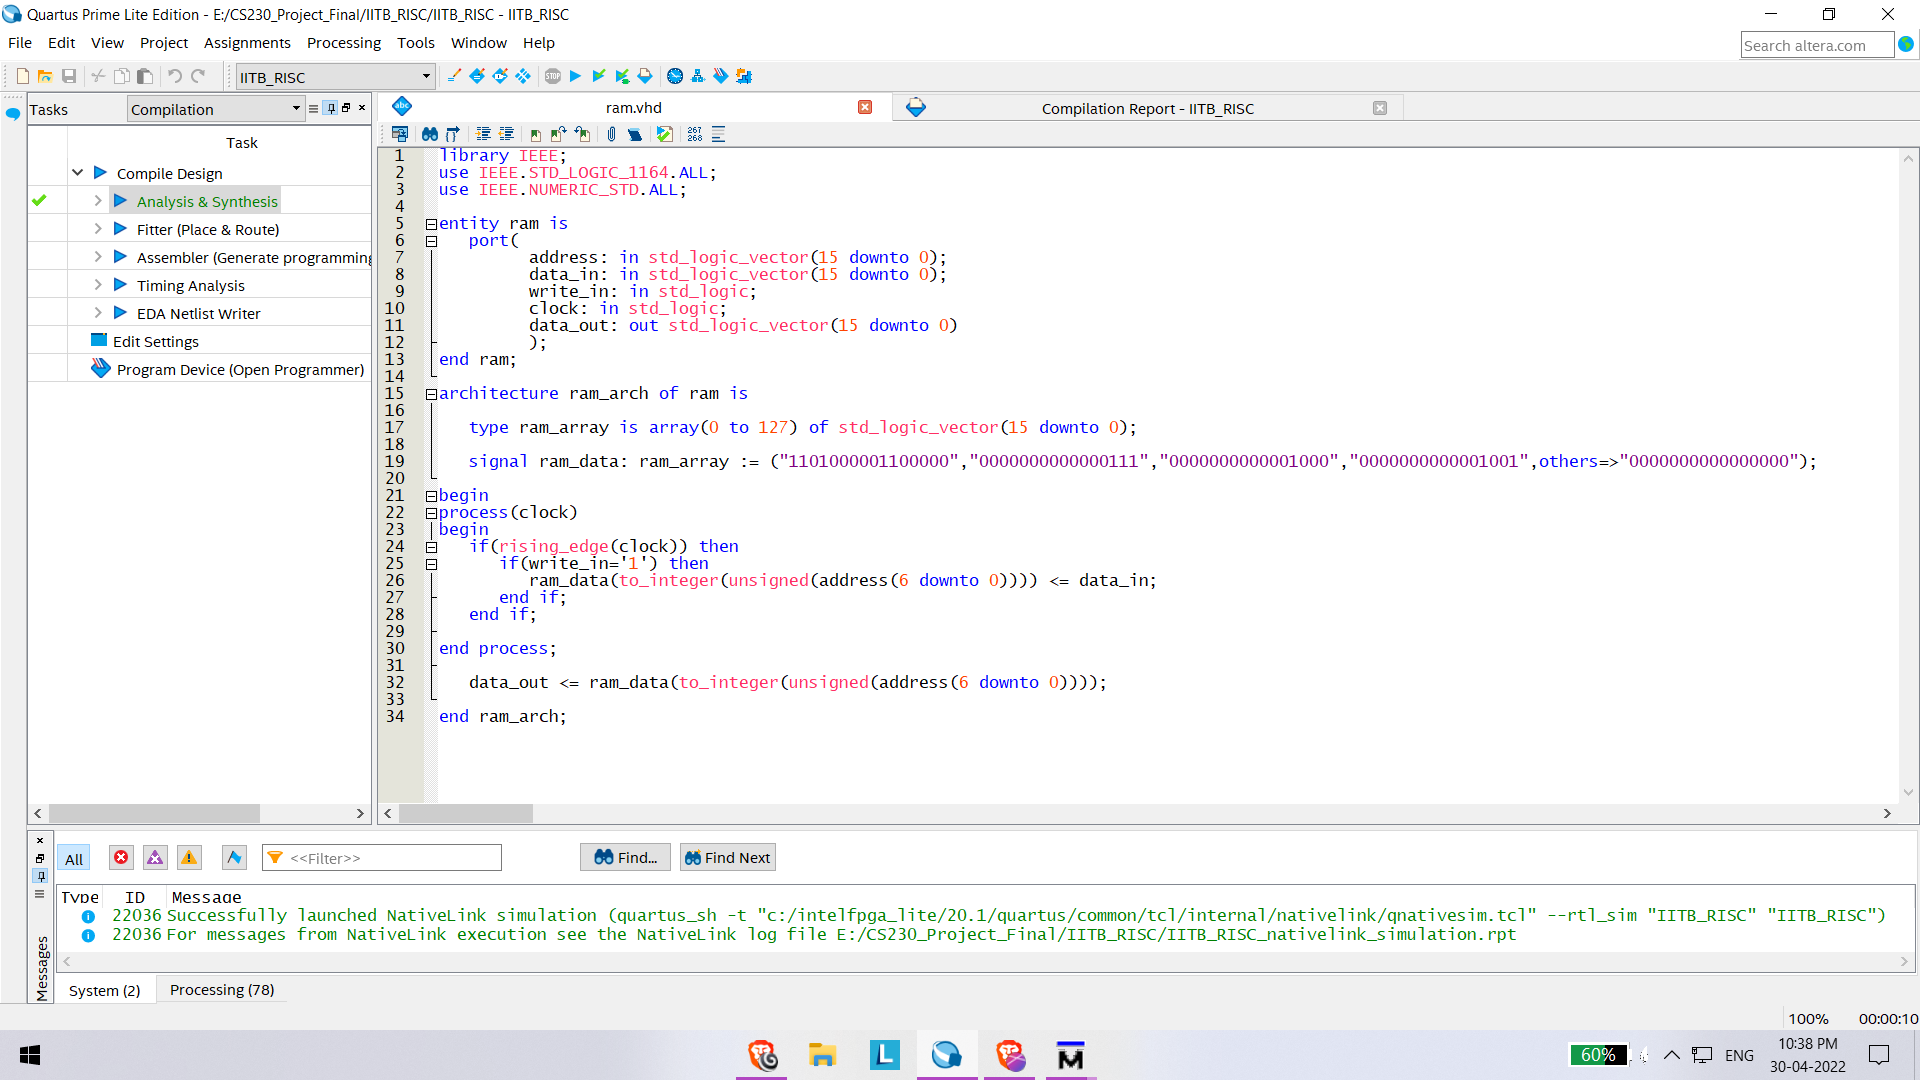 Quartus Prime Lite Edition - E:/CS230_Project_Final/IITB_RISC/IITB_RISC - IITB_RISC
File Edit View Project Assignments Processing Tools Window Help
Search altera.com
IITB_RISC
STOP
Tasks Compilation
Task
Compile Design
Analysis & Synthesis
Fitter (Place & Route)
Assembler (Generate programming
Timing Analysis
EDA Netlist Writer
Edit Settings
Program Device (Open Programmer)
abc ram.vhd Compilation Report - IITB_RISC
267
268
1 library IEEE;
2 use IEEE.STD_LOGIC_1164.ALL;
3 use IEEE.NUMERIC_STD.ALL;
4
5 entity ram is
6 port(
7 address: in std_logic_vector(15 downto 0);
8 data_in: in std_logic_vector(15 downto 0);
9 write_in: in std_logic;
10 clock: in std_logic;
11 data_out: out std_logic_vector(15 downto 0)
12 );
13 end ram;
14
15 architecture ram_arch of ram is
16
17 type ram_array is array(0 to 127) of std_logic_vector(15 downto 0);
18
19 signal ram_data: ram_array := ("1101000001100000","0000000000000111","0000000000001000","0000000000001001",others=>"0000000000000000");
20
21 begin
22 process(clock)
23 begin
24 if(rising_edge(clock)) then
25 if(write_in='1') then
26 ram_data(to_integer(unsigned(address(6 downto 0)))) <= data_in;
27 end if;
28 end if;
29
30 end process;
31
32 data_out <= ram_data(to_integer(unsigned(address(6 downto 0))));
33
34 end ram_arch;
All <<Filter>> Find... Find Next
Type ID Message
22036 Successfully launched NativeLink simulation (quartus_sh -t "c:/intelfpga_lite/20.1/quartus/common/tcl/internal/nativelink/qnativesim.tcl" --rtl_sim "IITB_RISC" "IITB_RISC")
22036 For messages from NativeLink execution see the NativeLink log file E:/CS230_Project_Final/IITB_RISC/IITB_RISC_nativelink_simulation.rpt
Messages
System (2) Processing (78)
100% 00:00:10
L
M
60%
ENG
10:38 PM
30-04-2022